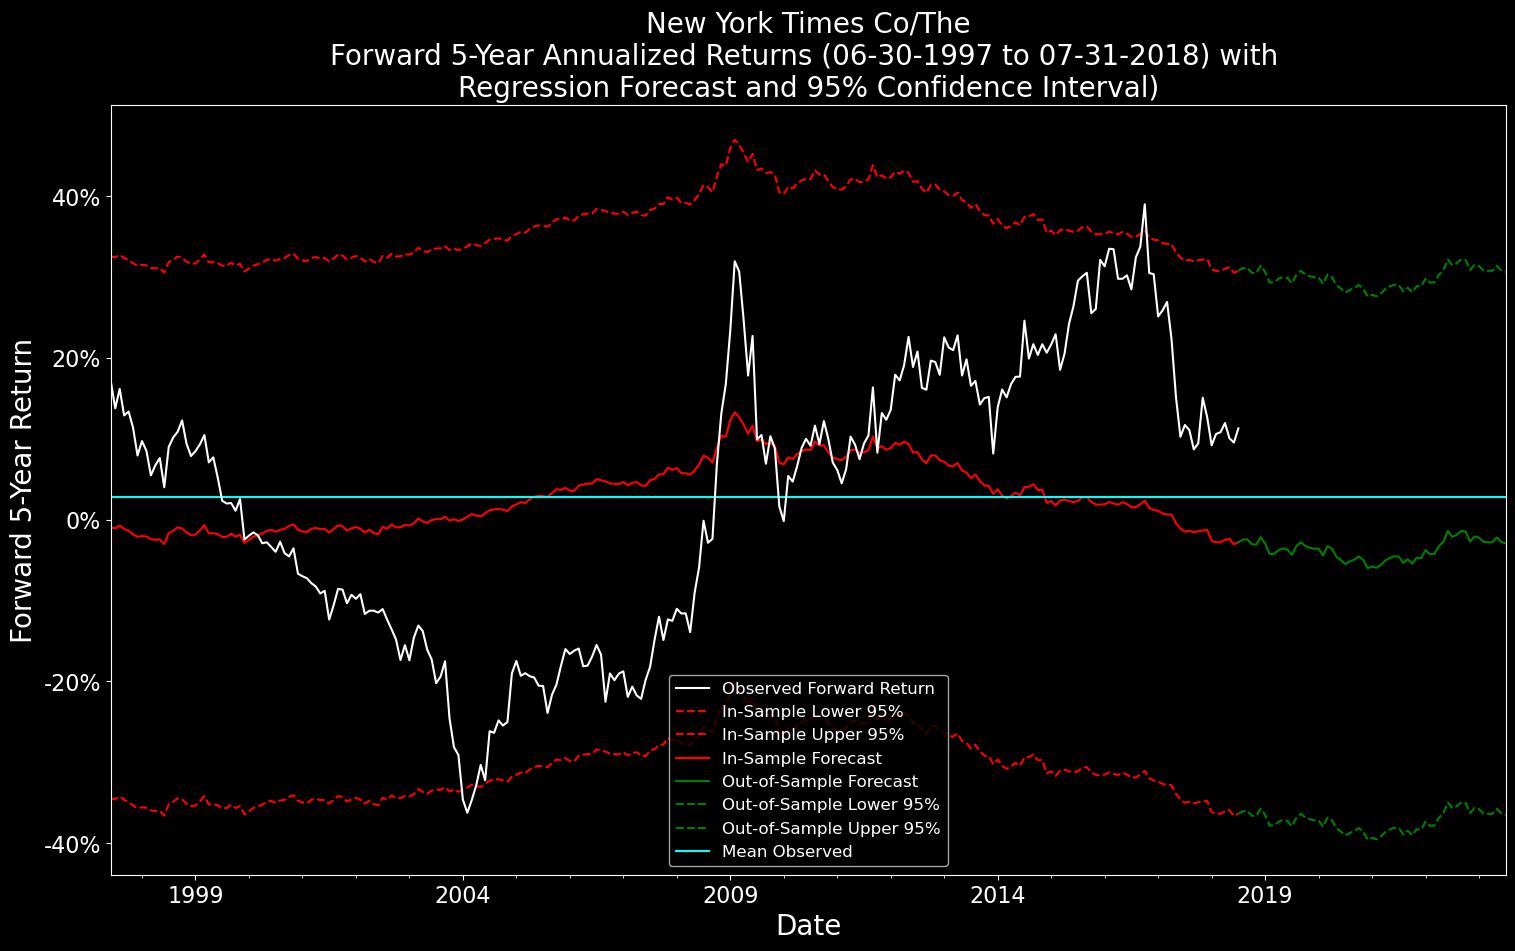 New York Times Co/The
Forward 5-Year Annualized Returns (06-30-1997 to 07-31-2018) with
Regression Forecast and 95% Confidence Interval)
Forward 5-Year Return
40%
20%
0%
-20%
-40%
Observed Forward Return
In-Sample Lower 95%
In-Sample Upper 95%
In-Sample Forecast
Out-of-Sample Forecast
Out-of-Sample Lower 95%
Out-of-Sample Upper 95%
Mean Observed
1999 2004 2009 2014 2019
Date